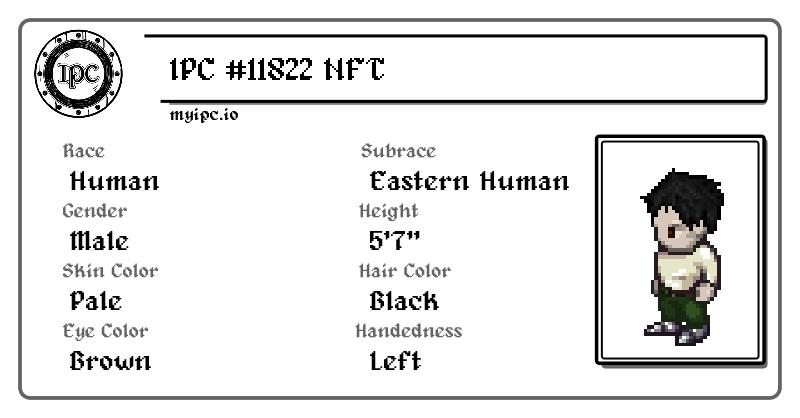 IPC
IPC #11822 NFT
myipc.io
Race
Human
Subrace
Eastern Human
Gender
Male
Height
5'7"
Skin Color
Pale
Hair Color
Black
Eye Color
Brown
Handedness
Left